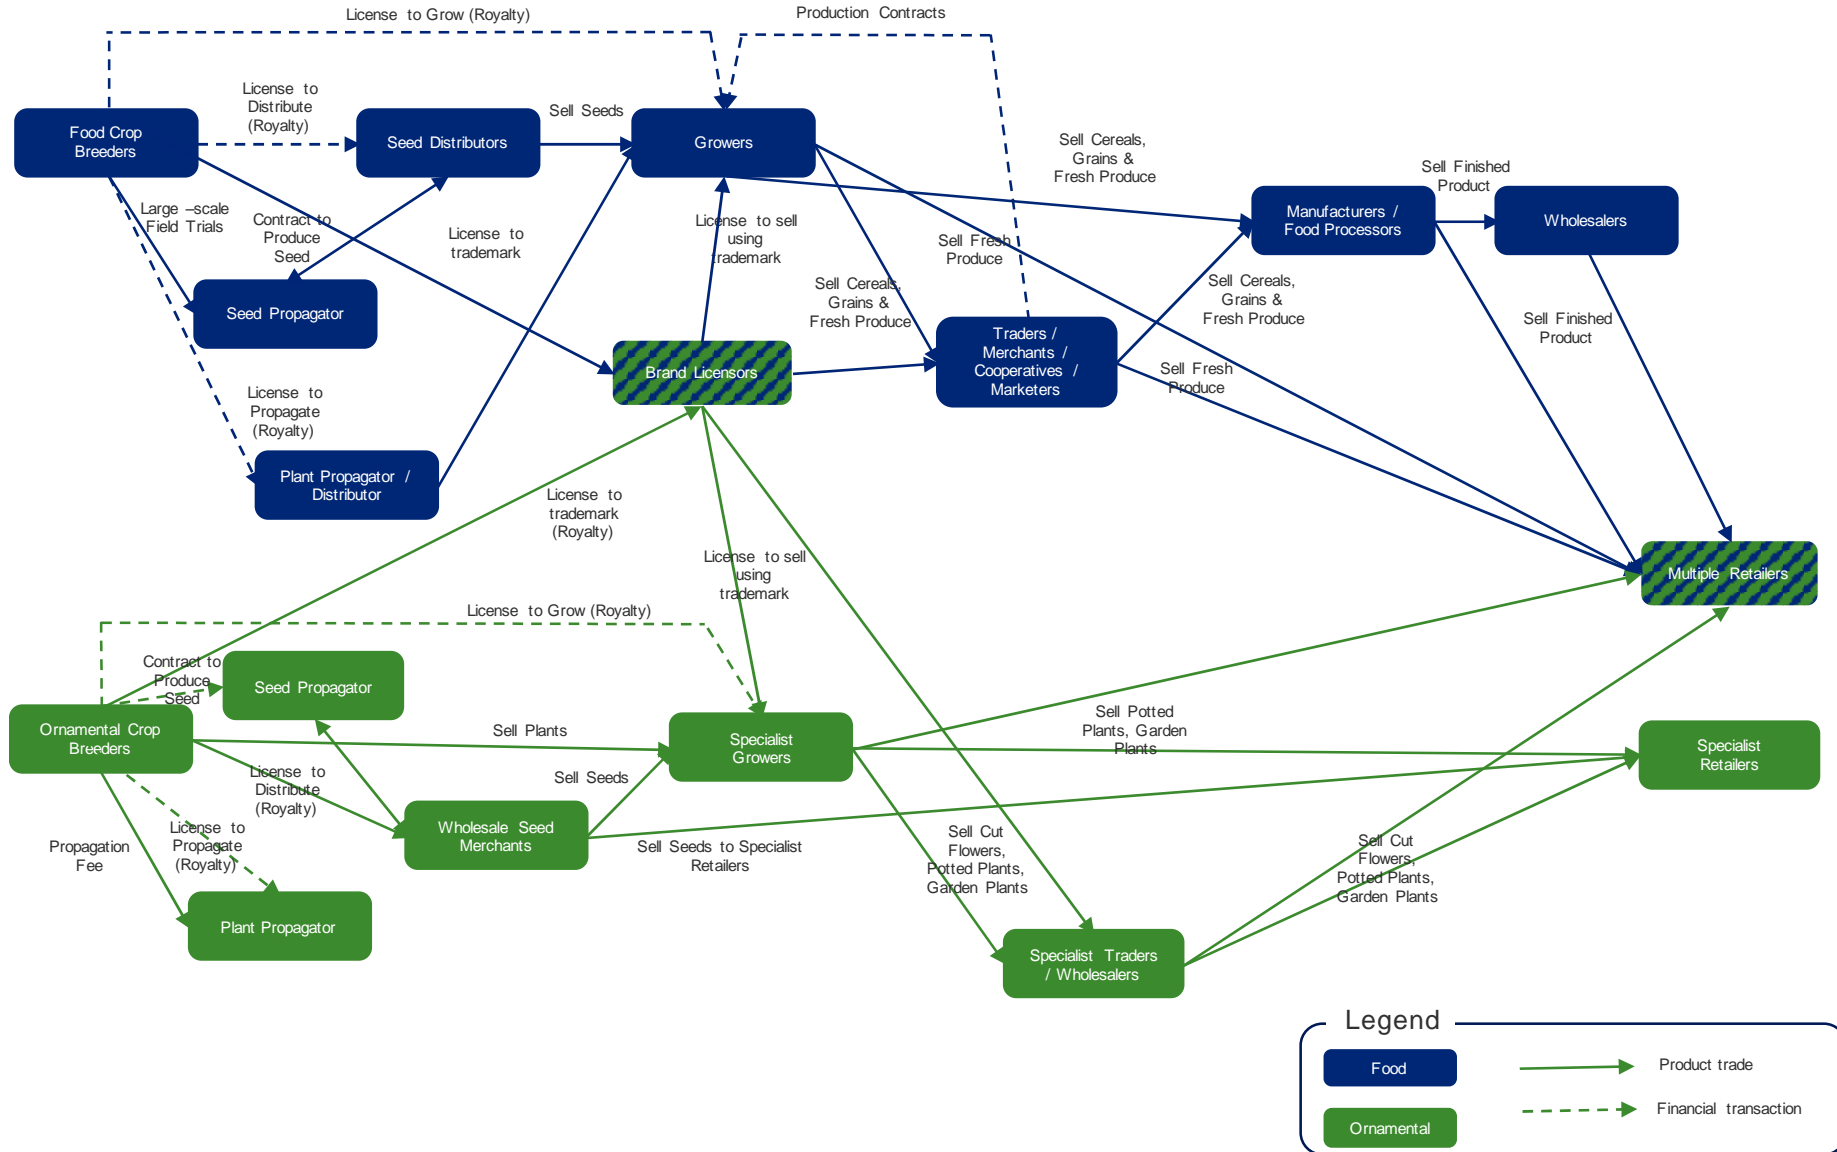 License to Grow (Royalty)
Production Contracts
License to
Distribute
(Royalty)
Sell Seeds
Food Crop
Breeders
Seed Distributors
Growers
Sell Cereals,
Grains &
Fresh Produce
Sell Finished
Product
Manufacturers /
Food Processors
Wholesalers
Large –scale
Field Trials
Contract to
Produce
Seed
License to
trademark
License to sell
using
trademark
Sell Fresh
Produce
Sell Cereals,
Grains &
Fresh Produce
Sell Cereals,
Grains &
Fresh Produce
Seed Propagator
Sell Finished
Product
Traders /
Merchants /
Cooperatives /
Marketers
Brand Licensors
Sell Fresh
Produce
License to
Propagate
(Royalty)
Plant Propagator /
Distributor
License to
trademark
(Royalty)
License to sell
using
trademark
Multiple Retailers
License to Grow (Royalty)
Contract to
Produce
Seed
Seed Propagator
Ornamental Crop
Breeders
Sell Plants
Specialist
Growers
Sell Potted
Plants, Garden
Plants
Specialist
Retailers
License to
Distribute
(Royalty)
Sell Seeds
Propagation
Fee
License to
Propagate
(Royalty)
Wholesale Seed
Merchants
Sell Seeds to Specialist
Retailers
Sell Cut
Flowers,
Potted Plants,
Garden Plants
Sell Cut
Flowers,
Potted Plants,
Garden Plants
Plant Propagator
Specialist Traders
/ Wholesalers
Legend
Food
Product trade
Ornamental
Financial transaction